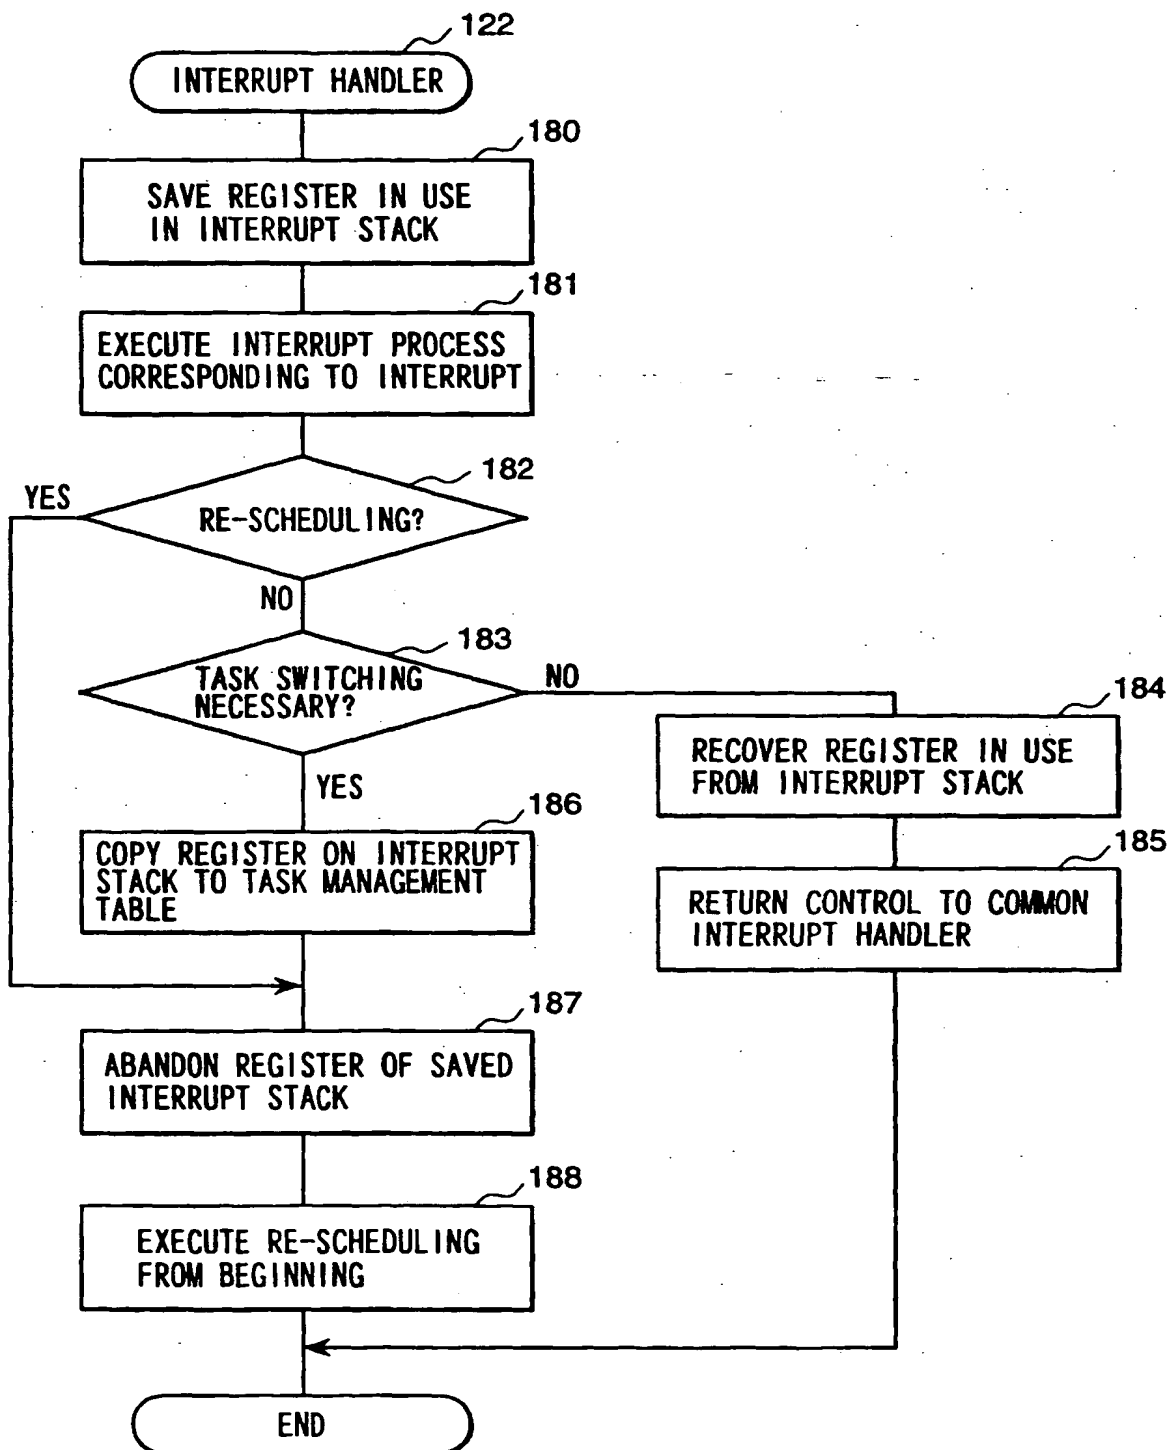 122
INTERRUPT HANDLER
180
SAVE REGISTER IN USE
IN INTERRUPT STACK
181
EXECUTE INTERRUPT PROCESS
CORRESPONDING TO INTERRUPT
182
YES
RE-SCHEDULING?
NO
183
TASK SWITCHING
NECESSARY?
NO
184
RECOVER REGISTER IN USE
FROM INTERRUPT STACK
YES
186
COPY REGISTER ON INTERRUPT
STACK TO TASK MANAGEMENT
TABLE
185
RETURN CONTROL TO COMMON
INTERRUPT HANDLER
187
ABANDON REGISTER OF SAVED
INTERRUPT STACK
188
EXECUTE RE-SCHEDULING
FROM BEGINNING
END